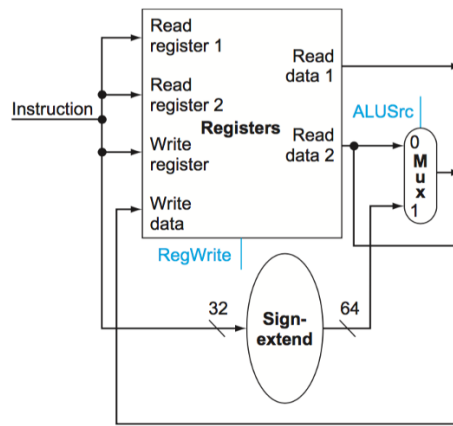 Instruction
Read
register 1
Read
register 2
Write
register
Write
data
Registers
Read
data 1
Read
data 2
RegWrite
ALUSrc
0
M
u
x
1
32
Sign-
extend
64